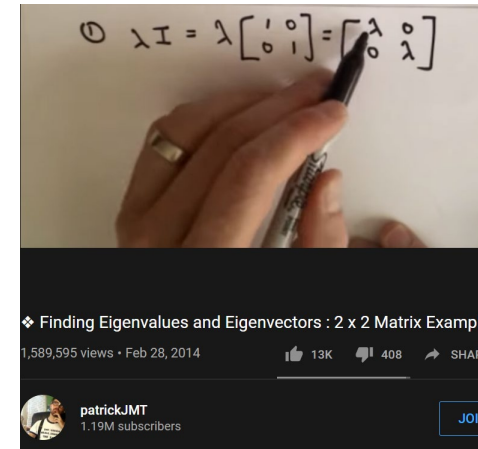 ① λI = λ [ 1 0 ] = [ λ 0 ]
[ 0 1 ] [ 0 λ ]
❖ Finding Eigenvalues and Eigenvectors : 2 x 2 Matrix Examp
1,589,595 views • Feb 28, 2014
13K
408
SHAR
patrickJMT
1.19M subscribers
JOI